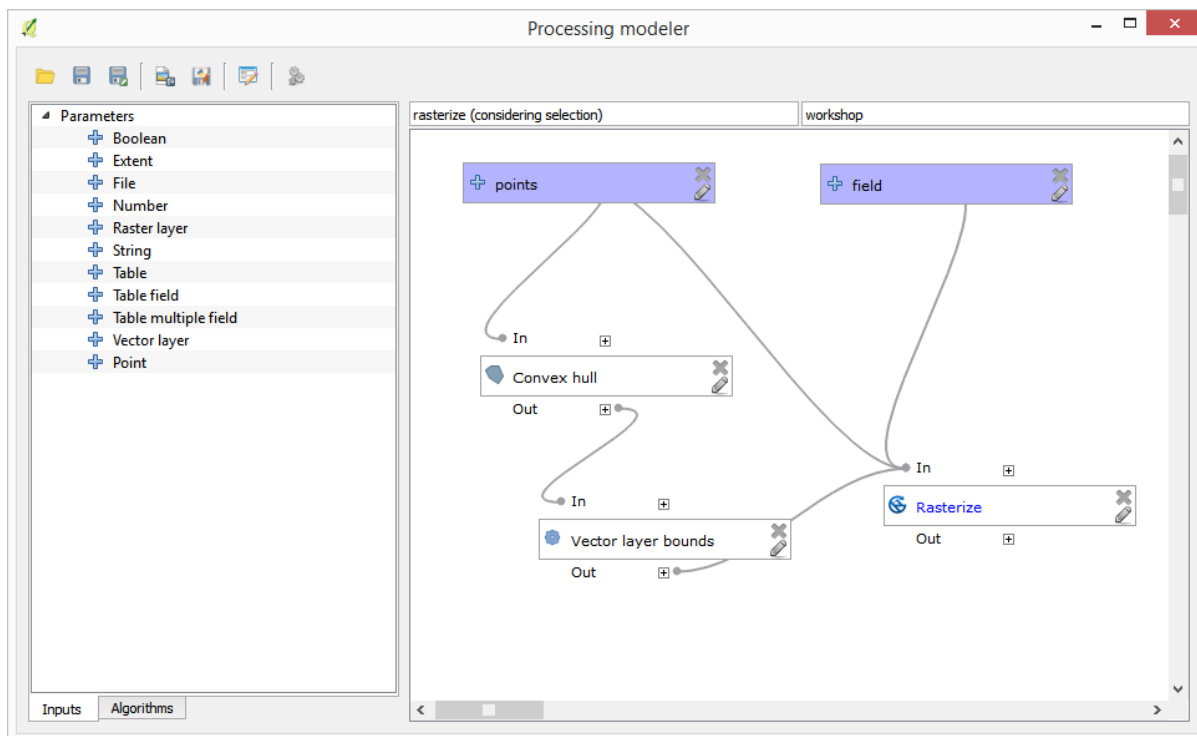 Processing modeler
Parameters
Boolean
Extent
File
Number
Raster layer
String
Table
Table field
Table multiple field
Vector layer
Point
Inputs
Algorithms
rasterize (considering selection)
workshop
points
field
In
Convex hull
Out
In
Vector layer bounds
Out
In
Rasterize
Out